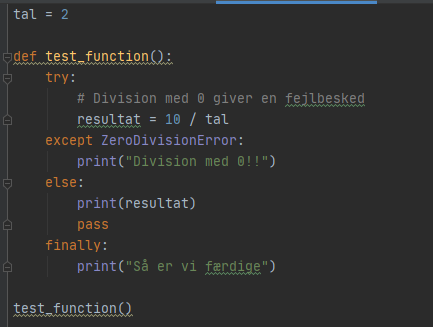 tal = 2
def test_function():
try:
# Division med 0 giver en fejlbesked
resultat = 10 / tal
except ZeroDivisionError:
print("Division med 0!!")
else:
print(resultat)
pass
finally:
print("Så er vi færdige")
test_function()